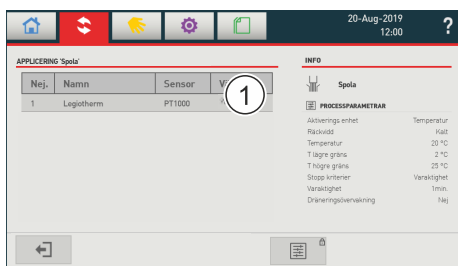 20-Aug-2019
12:00
?
APPLICERING 'Spola'
INFO
Nej. Namn Sensor
1 Legiotherm PT1000
1
Spola
PROCESSPARAMETRAR
Aktiverings enhet Temperatur
Räckvidd Kalt
Temperatur 20 °C
T lägre gräns 2 °C
T högre gräns 25 °C
Stopp kriterier Varaktighet
Varaktighet 1min.
Dräneringsövervakning Nej